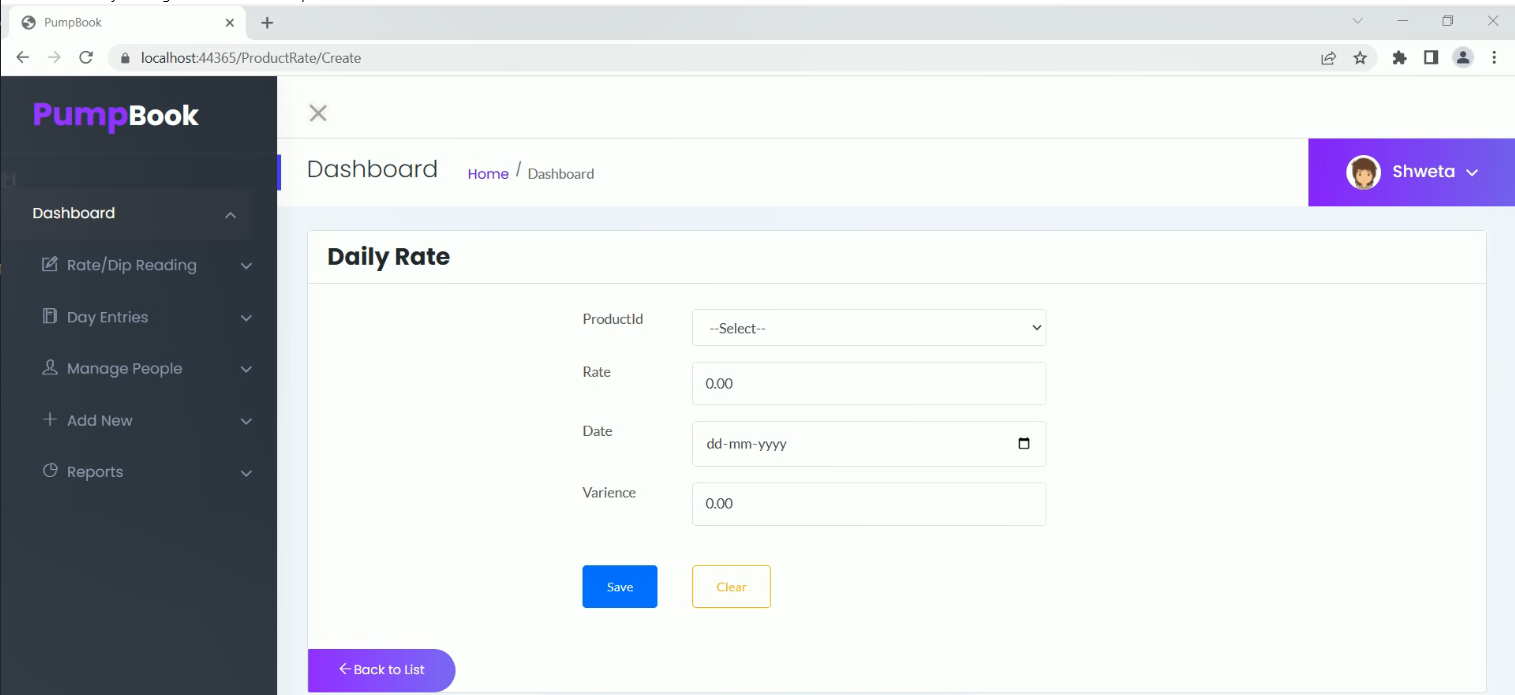 PumpBook
localhost:44365/ProductRate/Create
PumpBook
Dashboard
Home / Dashboard
Shweta
Dashboard
Rate/Dip Reading
Day Entries
Manage People
Add New
Reports
Daily Rate
ProductId
--Select--
Rate
0.00
Date
dd-mm-yyyy
Varience
0.00
Save
Clear
Back to List